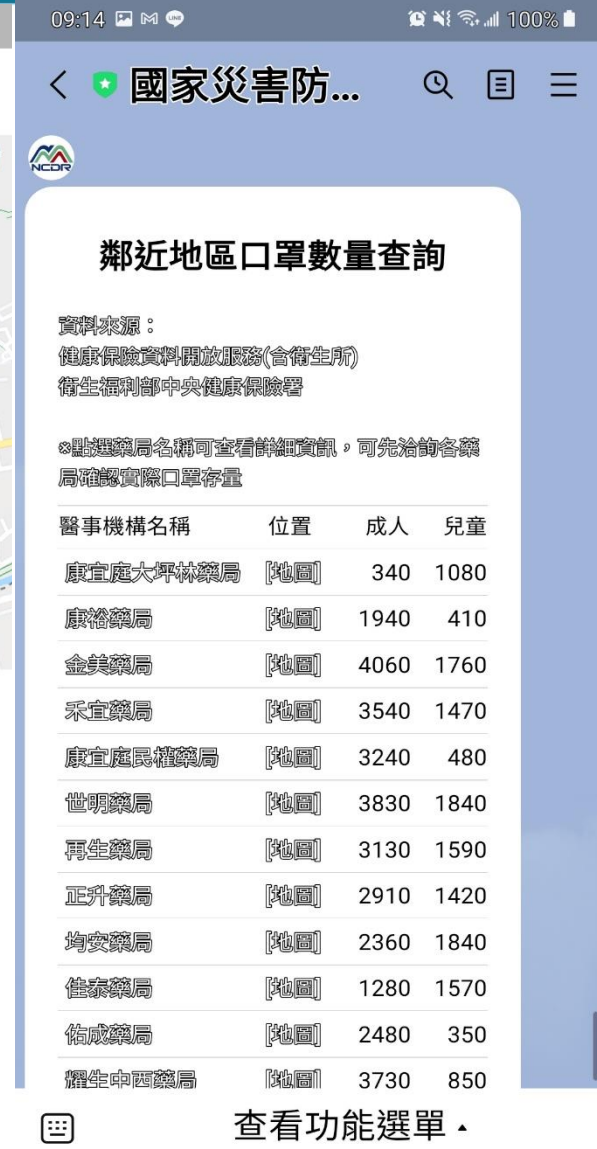 09:14 LINE 100%
國家災害防...
NCDR
鄰近地區口罩數量查詢
資料來源：
健康保險資料開放服務(含衛生所)
衛生福利部中央健康保險署
※點選藥局名稱可查看詳細資訊，可先洽詢各藥
局確認實際口罩存量
醫事機構名稱 位置 成人 兒童
康宜庭大坪林藥局 [地圖] 340 1080
康裕藥局 [地圖] 1940 410
金美藥局 [地圖] 4060 1760
禾宜藥局 [地圖] 3540 1470
康宜庭民權藥局 [地圖] 3240 480
世明藥局 [地圖] 3830 1840
再生藥局 [地圖] 3130 1590
正升藥局 [地圖] 2910 1420
均安藥局 [地圖] 2360 1840
佳泰藥局 [地圖] 1280 1570
佑成藥局 [地圖] 2480 350
耀生中西藥局 [地圖] 3730 850
查看功能選單